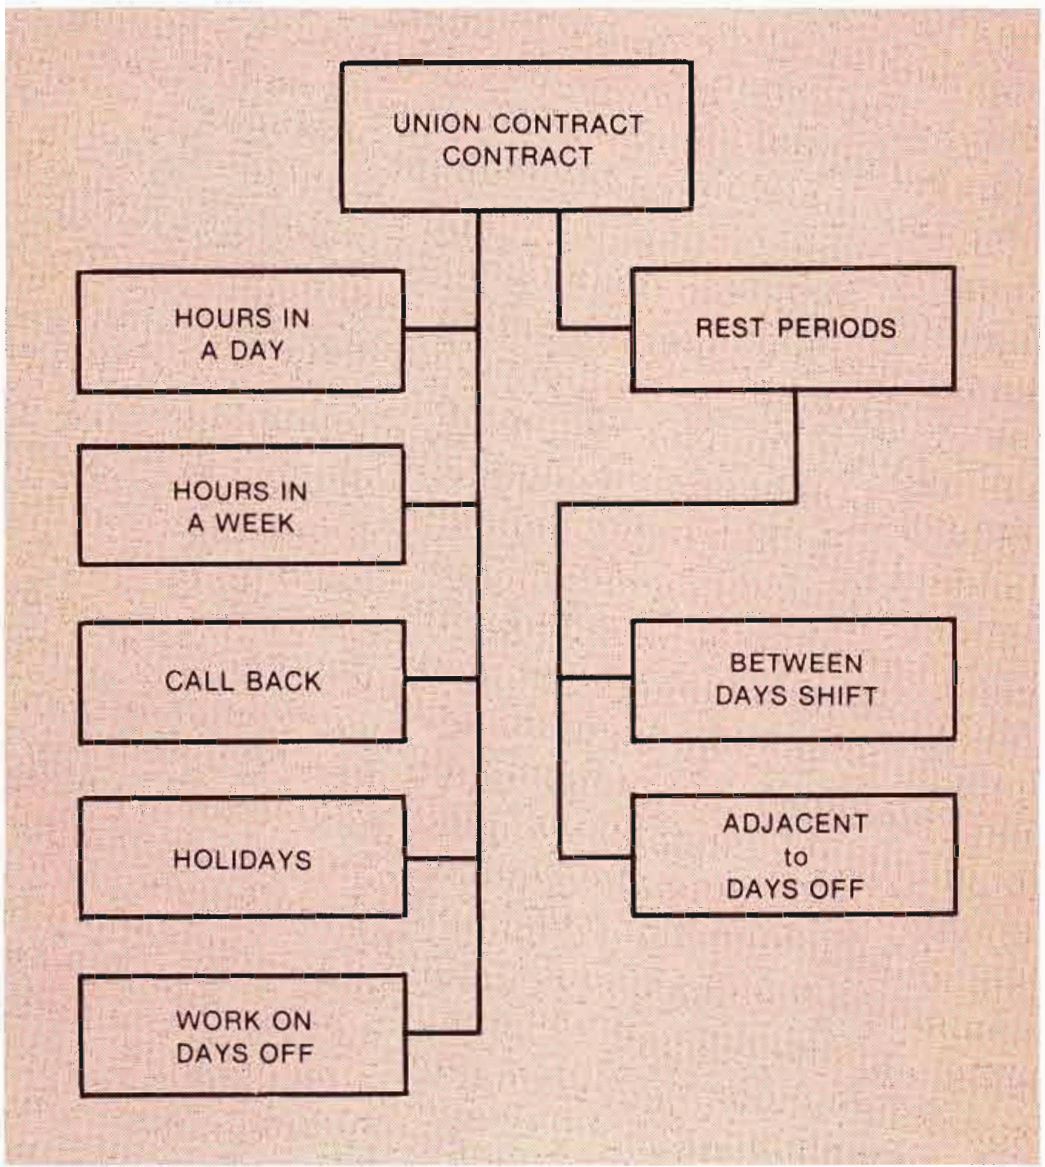 UNION CONTRACT
CONTRACT
HOURS IN
A DAY
REST PERIODS
HOURS IN
A WEEK
CALL BACK
BETWEEN
DAYS SHIFT
HOLIDAYS
ADJACENT
to
DAYS OFF
WORK ON
DAYS OFF